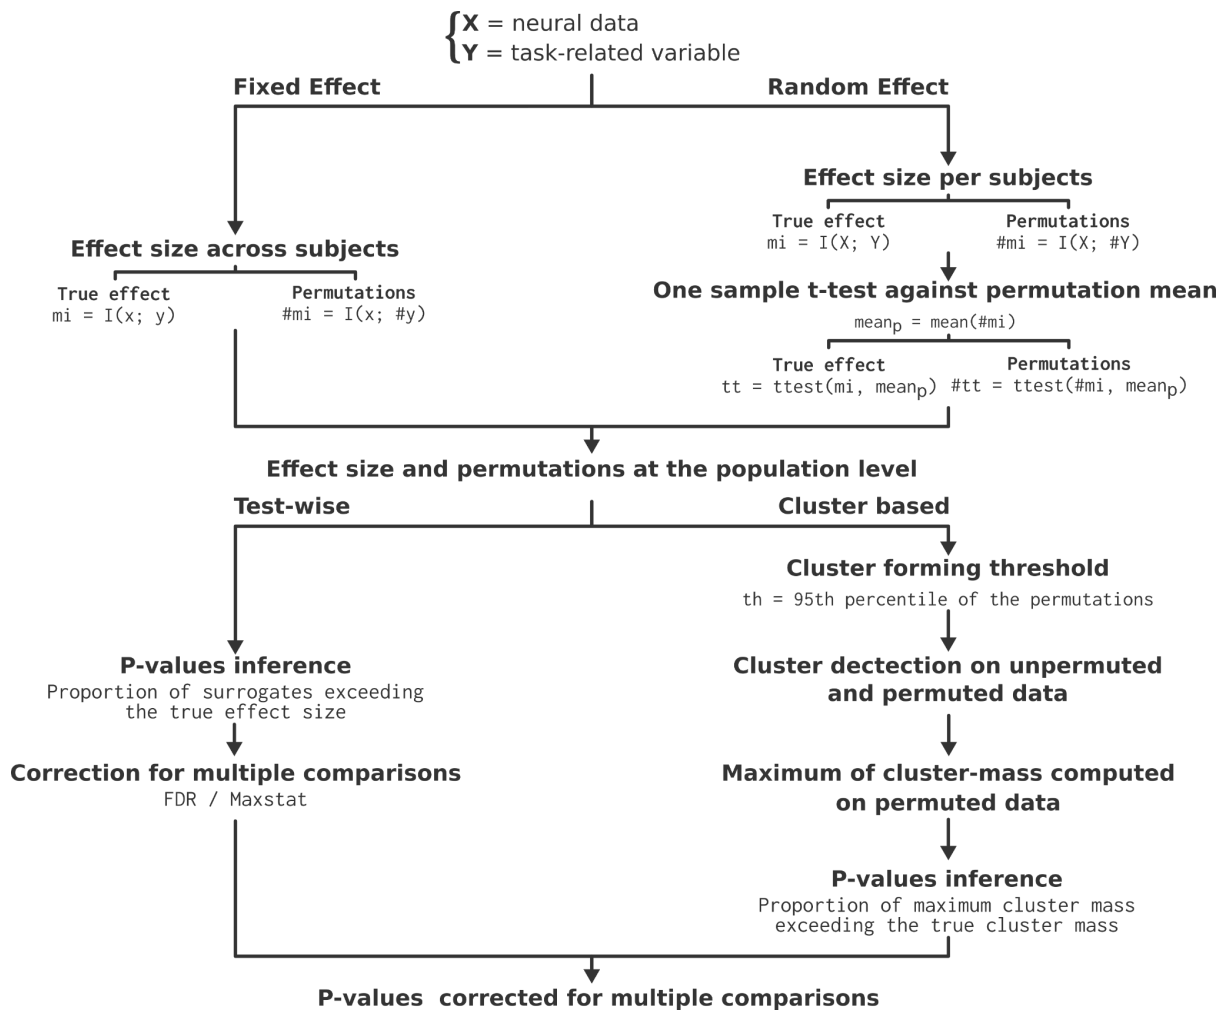 X = neural data
Y = task-related variable
Fixed Effect
Random Effect
Effect size per subjects
True effect
mi = I(X; Y)
Permutations
#mi = I(X; #Y)
Effect size across subjects
True effect
mi = I(x; y)
Permutations
#mi = I(x; #y)
One sample t-test against permutation mean
meanp = mean(#mi)
True effect
tt = ttest(mi, meanp)
Permutations
#tt = ttest(#mi, meanp)
Effect size and permutations at the population level
Test-wise
Cluster based
Cluster forming threshold
th = 95th percentile of the permutations
P-values inference
Proportion of surrogates exceeding
the true effect size
Cluster dectection on unpermuted
and permuted data
Correction for multiple comparisons
FDR / Maxstat
Maximum of cluster-mass computed
on permuted data
P-values inference
Proportion of maximum cluster mass
exceeding the true cluster mass
P-values corrected for multiple comparisons